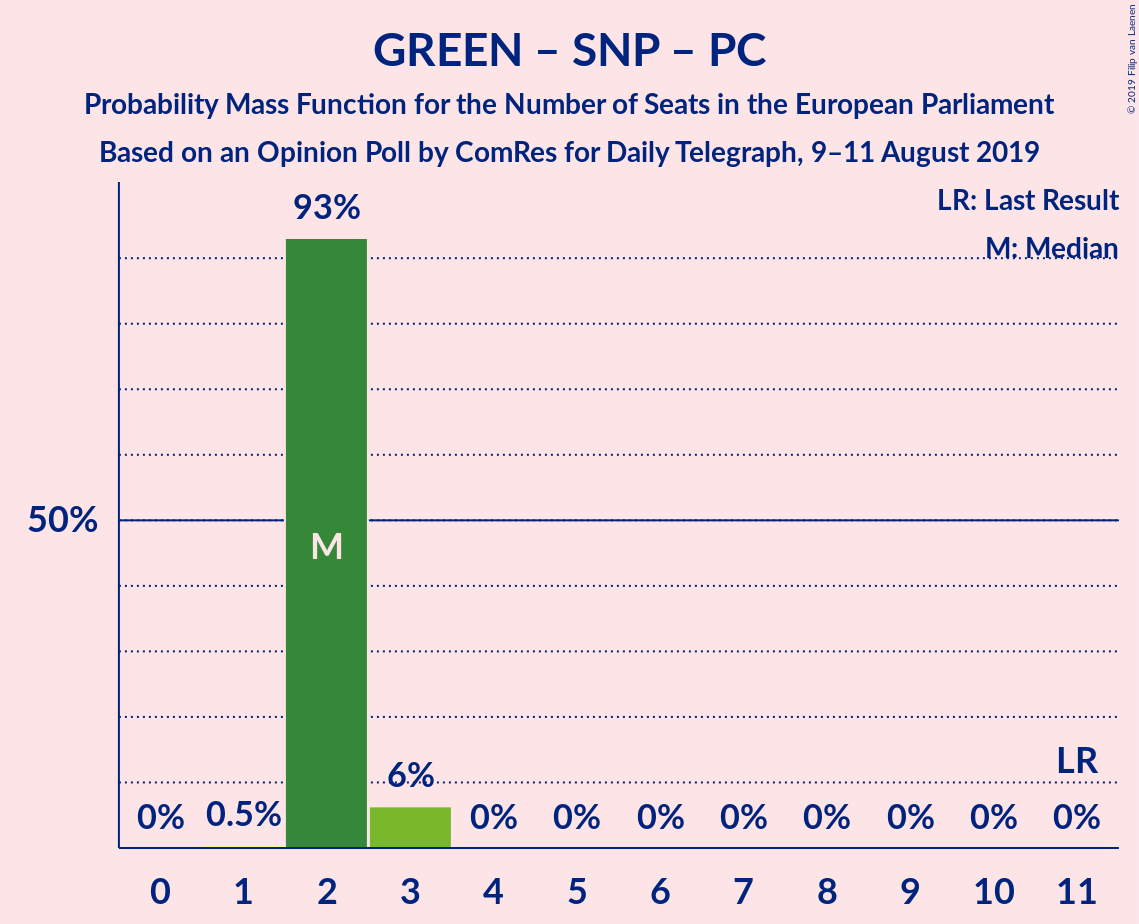 GREEN – SNP – PC
Probability Mass Function for the Number of Seats in the European Parliament
Based on an Opinion Poll by ComRes for Daily Telegraph, 9–11 August 2019
© 2019 Filip van Laenen
LR: Last Result
M: Median
93%
50%
M
6%
LR
0% 0.5% 0% 0% 0% 0% 0% 0% 0% 0%
0 1 2 3 4 5 6 7 8 9 10 11